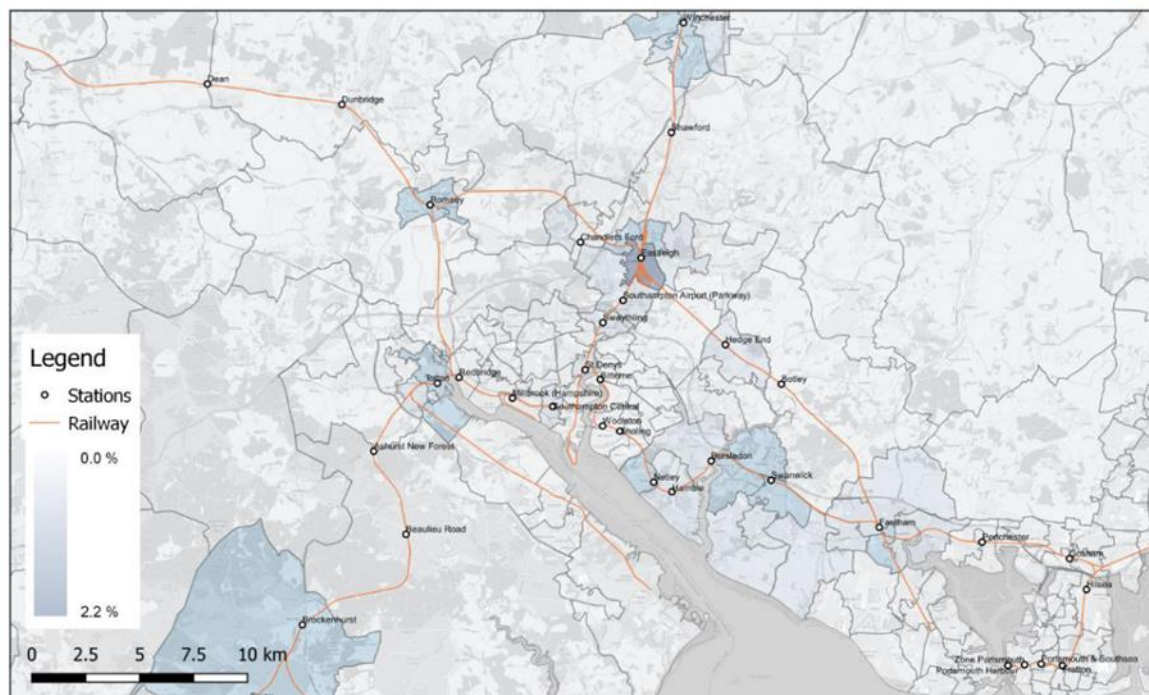 Winchester
Dean
Dunbridge
Shawford
Romsey
Chandlers Ford
Eastleigh
Southampton Airport (Parkway)
Swaythling
Hedge End
St Denys
Bitterne
Botley
Totton
Redbridge
Millbrook (Hampshire)
Southampton Central
Woolston
Sholing
Ashurst New Forest
Bursledon
Swanwick
Netley
Hamble
Beaulieu Road
Fareham
Portchester
Cosham
Hilsea
Brockenhurst
Zone Portsmouth
Portsmouth & Southsea
Portsmouth Harbour
Fratton
Legend
Stations
Railway
0.0 %
2.2 %
0 2.5 5 7.5 10 km